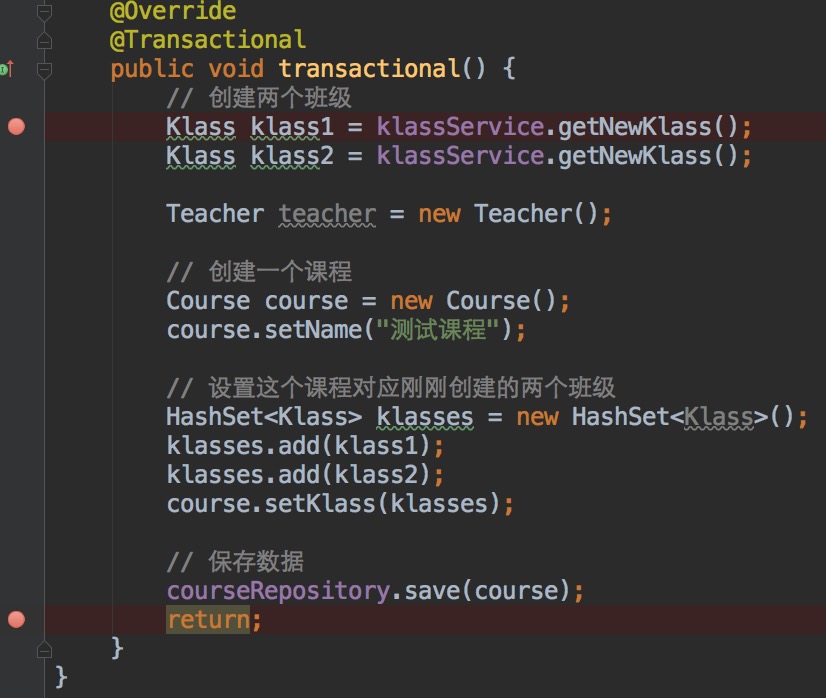 @Override
@Transactional
public void transactional() {
// 创建两个班级
Klass klass1 = klassService.getNewKlass();
Klass klass2 = klassService.getNewKlass();
Teacher teacher = new Teacher();
// 创建一个课程
Course course = new Course();
course.setName("测试课程");
// 设置这个课程对应刚刚创建的两个班级
HashSet<Klass> klasses = new HashSet<Klass>();
klasses.add(klass1);
klasses.add(klass2);
course.setKlass(klasses);
// 保存数据
courseRepository.save(course);
return;
}
}